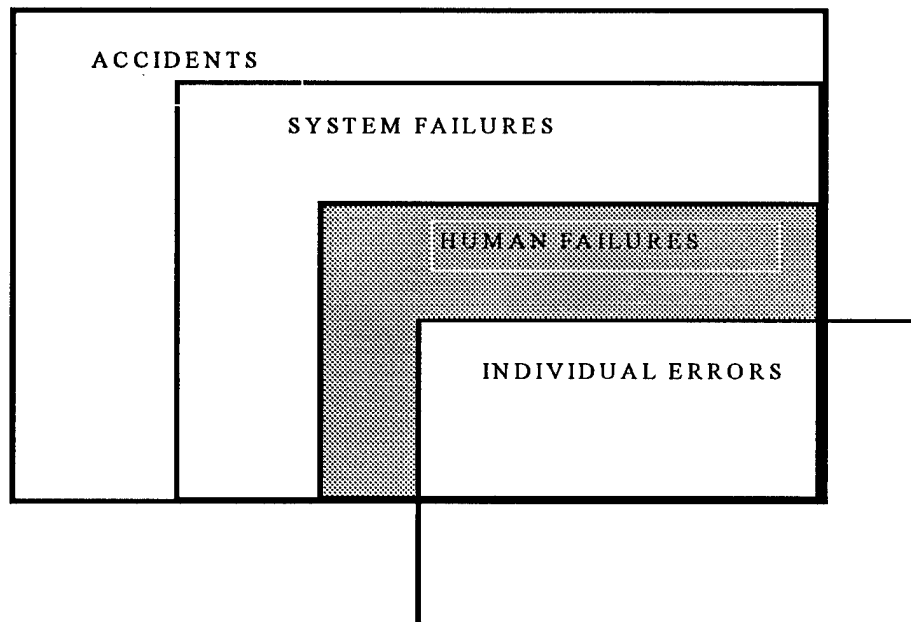 ACCIDENTS
SYSTEM FAILURES
HUMAN FAILURES
INDIVIDUAL ERRORS